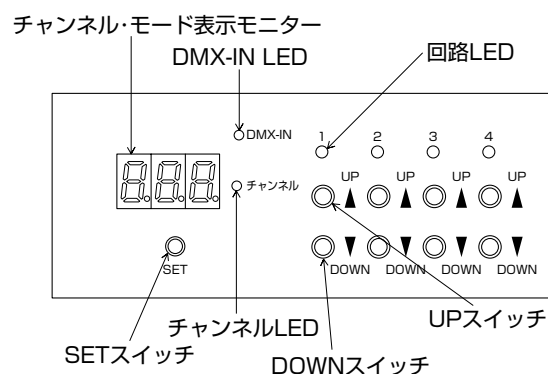 チャンネル・モード表示モニター
DMX-IN LED
回路LED
DMX-IN
1 2 3 4
8.8.8.
チャンネル
UP UP UP UP
SET
DOWN DOWN DOWN DOWN
チャンネルLED
UPスイッチ
SETスイッチ
DOWNスイッチ